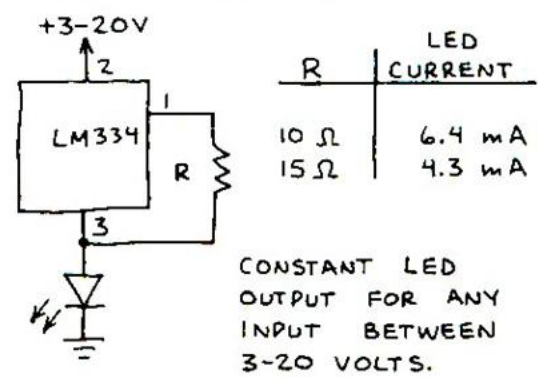 +3-20V
2
1
LM334
R
3
R LED CURRENT
10 Ω 6.4 mA
15 Ω 4.3 mA
CONSTANT LED
OUTPUT FOR ANY
INPUT BETWEEN
3-20 VOLTS.